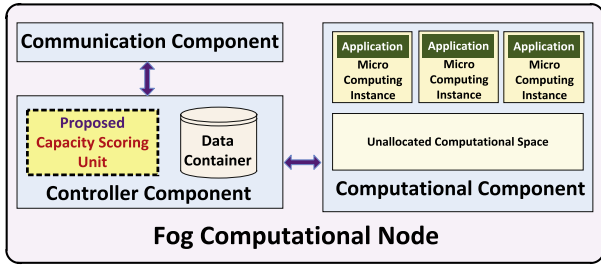 Communication Component
Proposed
Capacity Scoring
Unit
Data
Container
Controller Component
Application
Micro
Computing
Instance
Application
Micro
Computing
Instance
Application
Micro
Computing
Instance
Unallocated Computational Space
Computational Component
Fog Computational Node